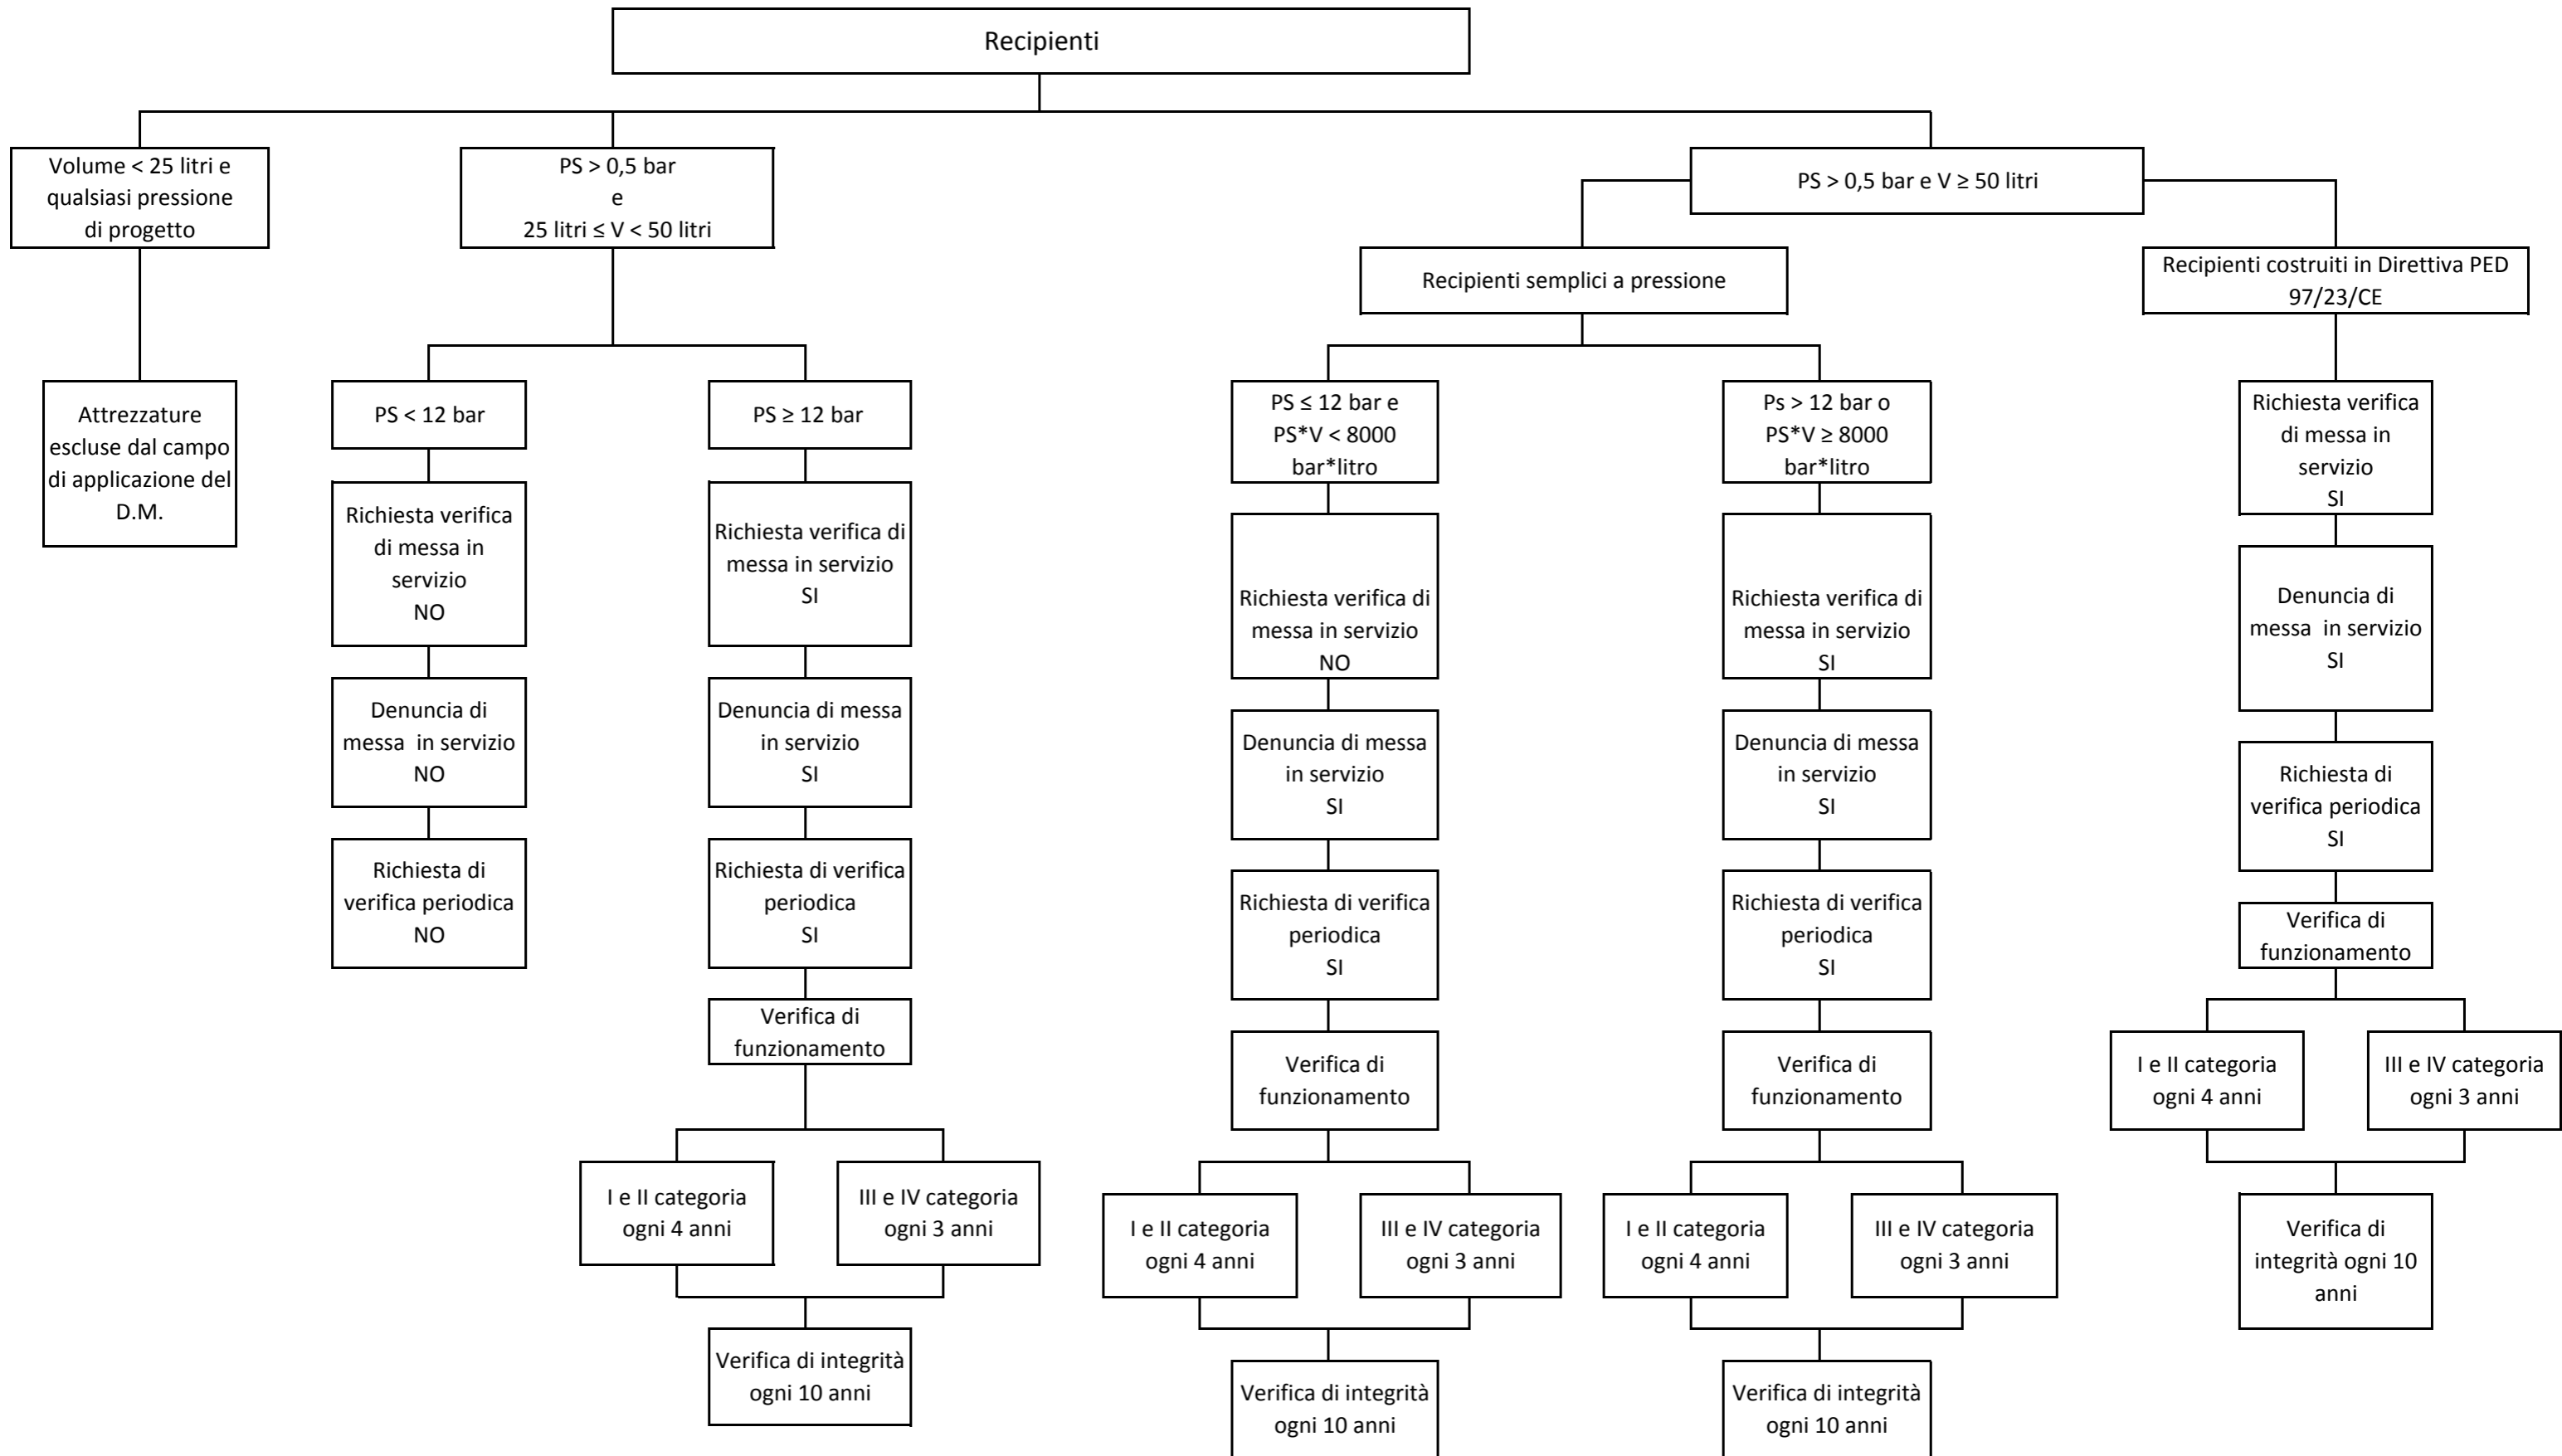 Recipienti
Volume < 25 litri e
qualsiasi pressione
di progetto
PS > 0,5 bar
e
25 litri ≤ V < 50 litri
PS > 0,5 bar e V ≥ 50 litri
Recipienti semplici a pressione
Recipienti costruiti in Direttiva PED
97/23/CE
Attrezzature
escluse dal campo
di applicazione del
D.M.
PS < 12 bar
Richiesta verifica
di messa in
servizio
NO
Denuncia di
messa  in servizio
NO
Richiesta di
verifica periodica
NO
PS ≥ 12 bar
Richiesta verifica di
messa in servizio
SI
Denuncia di messa
in servizio
SI
Richiesta di verifica
periodica
SI
Verifica di
funzionamento
I e II categoria
ogni 4 anni
III e IV categoria
ogni 3 anni
Verifica di integrità
ogni 10 anni
PS ≤ 12 bar e
PS*V < 8000
bar*litro
Richiesta verifica di
messa in servizio
NO
Denuncia di messa
in servizio
SI
Richiesta di verifica
periodica
SI
Verifica di
funzionamento
I e II categoria
ogni 4 anni
III e IV categoria
ogni 3 anni
Verifica di integrità
ogni 10 anni
Ps > 12 bar o
PS*V ≥ 8000
bar*litro
Richiesta verifica di
messa in servizio
SI
Denuncia di messa
in servizio
SI
Richiesta di verifica
periodica
SI
Verifica di
funzionamento
I e II categoria
ogni 4 anni
III e IV categoria
ogni 3 anni
Verifica di integrità
ogni 10 anni
Richiesta verifica
di messa in
servizio
SI
Denuncia di
messa  in servizio
SI
Richiesta di
verifica periodica
SI
Verifica di
funzionamento
I e II categoria
ogni 4 anni
III e IV categoria
ogni 3 anni
Verifica di
integrità ogni 10
anni